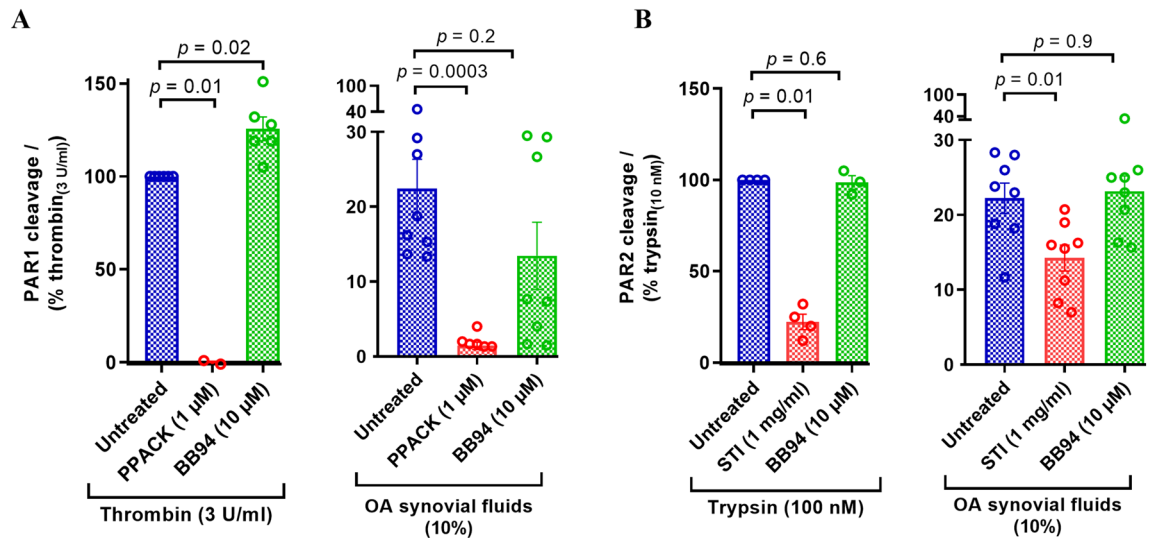 A
PAR1 cleavage /
(% thrombin(3 U/ml))
p = 0.02
p = 0.01
150
100
50
0
Untreated
PPACK (1 µM)
BB94 (10 µM)
Thrombin (3 U/ml)
p = 0.2
p = 0.0003
100
40
30
20
10
0
Untreated
PPACK (1 µM)
BB94 (10 µM)
OA synovial fluids
(10%)
B
PAR2 cleavage /
(% trypsin(10 nM))
p = 0.6
p = 0.01
150
100
50
0
Untreated
STI (1 mg/ml)
BB94 (10 µM)
Trypsin (100 nM)
p = 0.9
p = 0.01
100
40
30
20
10
0
Untreated
STI (1 mg/ml)
BB94 (10 µM)
OA synovial fluids
(10%)